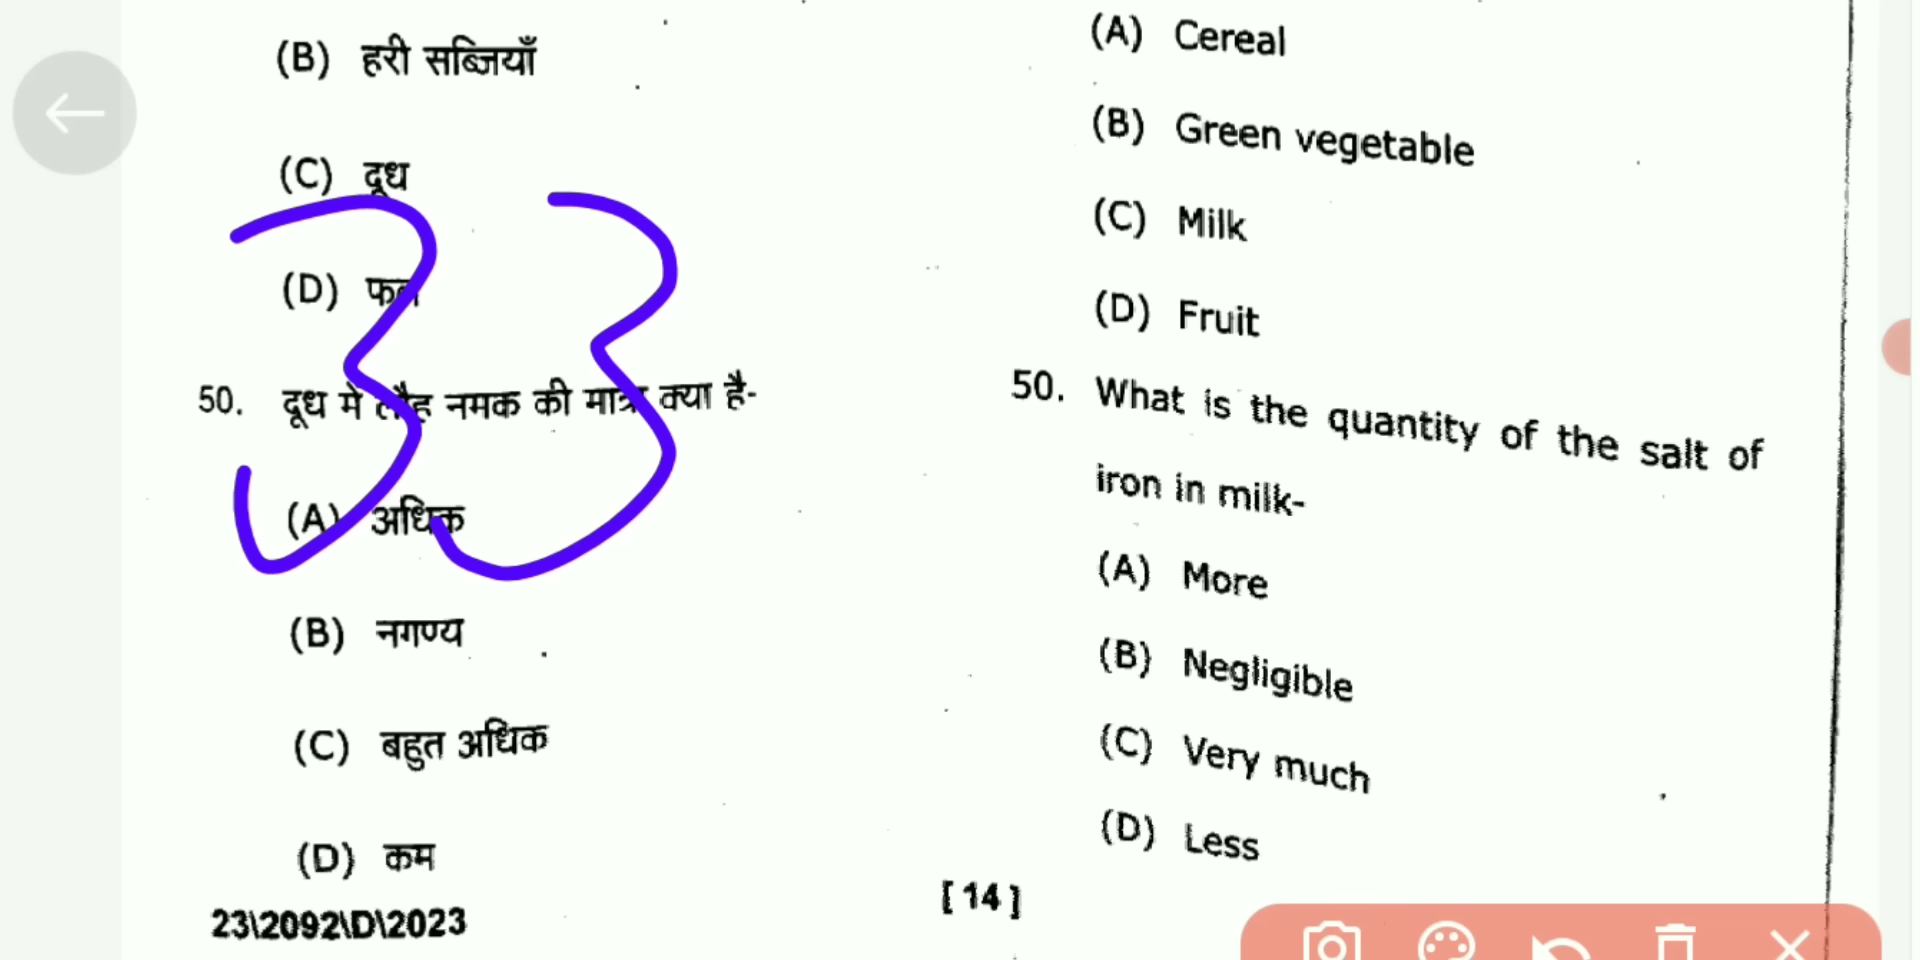 (B) हरी सब्जियाँ
(C) दूध
(D) फल
50. दूध में लौह नमक की मात्रा क्या है-
(A) अधिक
(B) नगण्य
(C) बहुत अधिक
(D) कम
23\2092\D\2023
(A) Cereal
(B) Green vegetable
(C) Milk
(D) Fruit
50. What is the quantity of the salt of
iron in milk-
(A) More
(B) Negligible
(C) Very much
(D) Less
[ 14 ]
33